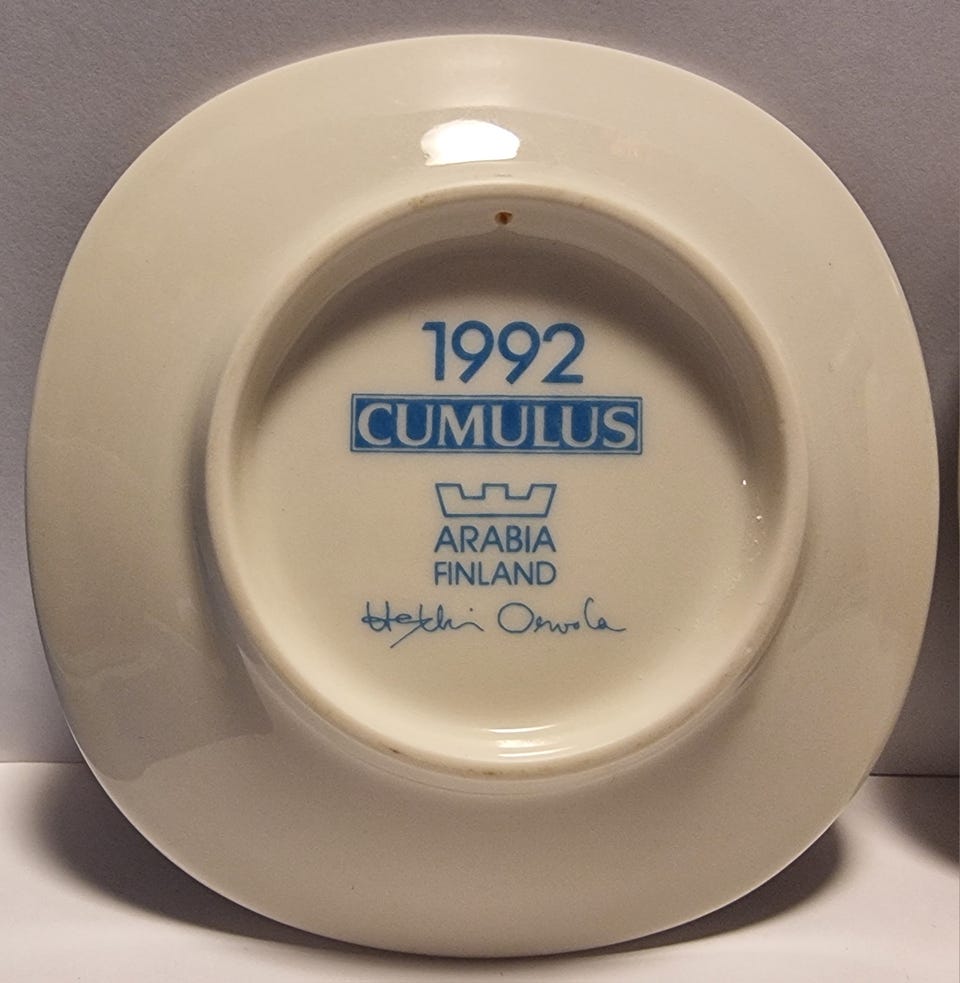 1992
CUMULUS
ARABIA
FINLAND
Heikki Orvola